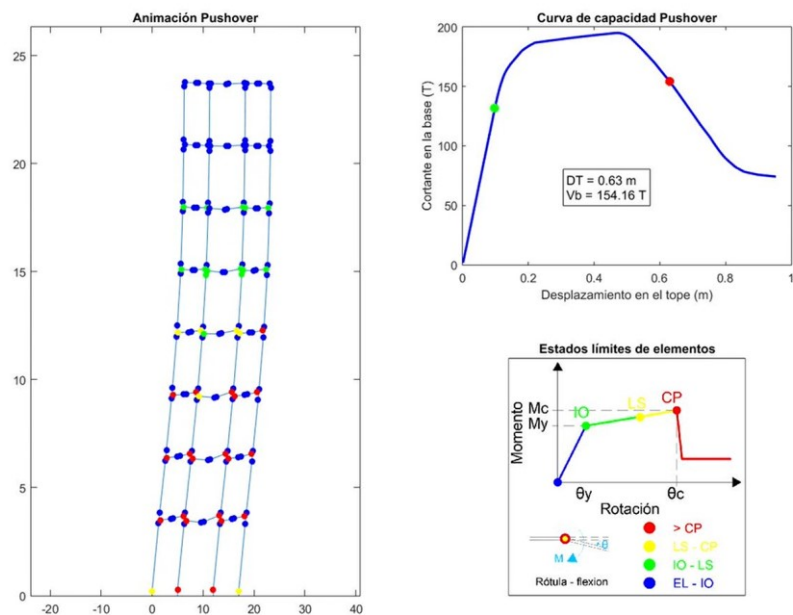 Animación Pushover
25
20
15
10
5
0
-20
-10
0
10
20
30
40
Curva de capacidad Pushover
Cortante en la base (T)
200
150
100
50
0
DT = 0.63 m
Vb = 154.16 T
0
0.2
0.4
0.6
0.8
1
Desplazamiento en el tope (m)
Estados límites de elementos
Momento
Mc
My
IO
LS
CP
θy
θc
Rotación
M
θ
Rótula - flexion
> CP
LS - CP
IO - LS
EL - IO